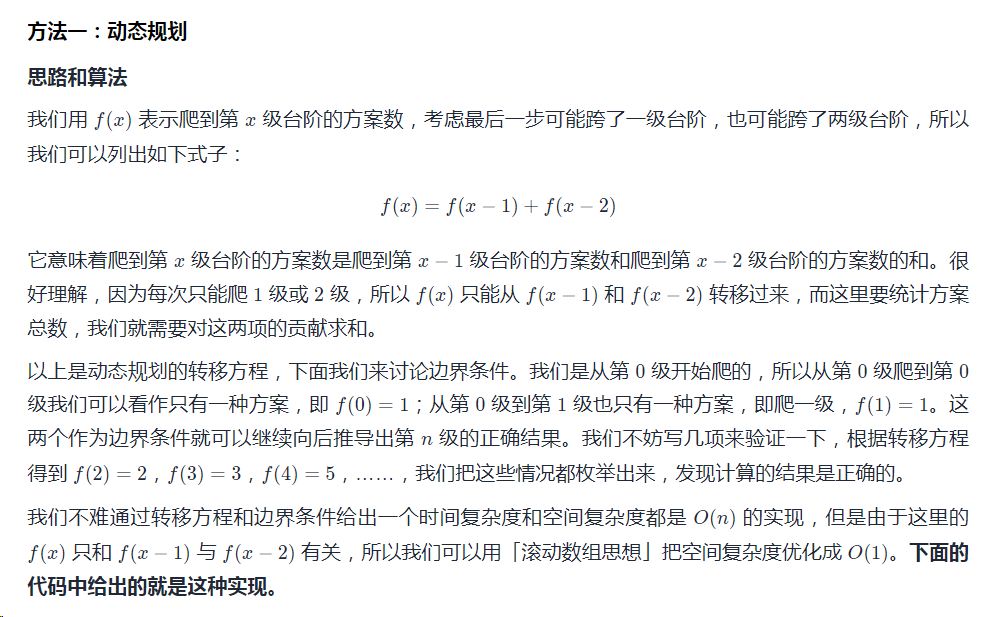 方法一：动态规划
思路和算法
我们用 f(x) 表示爬到第 x 级台阶的方案数，考虑最后一步可能跨了一级台阶，也可能跨了两级台阶，所以
我们可以列出如下式子：
f(x) = f(x − 1) + f(x − 2)
它意味着爬到第 x 级台阶的方案数是爬到第 x − 1 级台阶的方案数和爬到第 x − 2 级台阶的方案数的和。很
好理解，因为每次只能爬 1 级或 2 级，所以 f(x) 只能从 f(x − 1) 和 f(x − 2) 转移过来，而这里要统计方案
总数，我们就需要对这两项的贡献求和。
以上是动态规划的转移方程，下面我们来讨论边界条件。我们是从第 0 级开始爬的，所以从第 0 级爬到第 0
级我们可以看作只有一种方案，即 f(0) = 1；从第 0 级到第 1 级也只有一种方案，即爬一级，f(1) = 1。这
两个作为边界条件就可以继续向后推导出第 n 级的正确结果。我们不妨写几项来验证一下，根据转移方程
得到 f(2) = 2，f(3) = 3，f(4) = 5，……，我们把这些情况都枚举出来，发现计算的结果是正确的。
我们不难通过转移方程和边界条件给出一个时间复杂度和空间复杂度都是 O(n) 的实现，但是由于这里的
f(x) 只和 f(x − 1) 与 f(x − 2) 有关，所以我们可以用「滚动数组思想」把空间复杂度优化成 O(1)。下面的
代码中给出的就是这种实现。